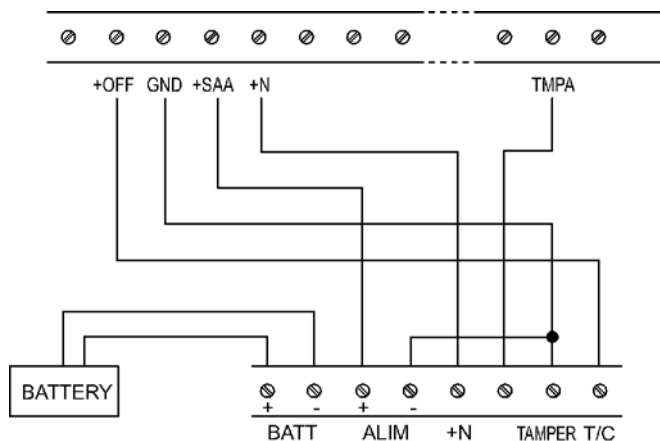 +OFF GND +SAA +N TMPA
BATTERY
+ - + -
BATT ALIM +N TAMPER T/C